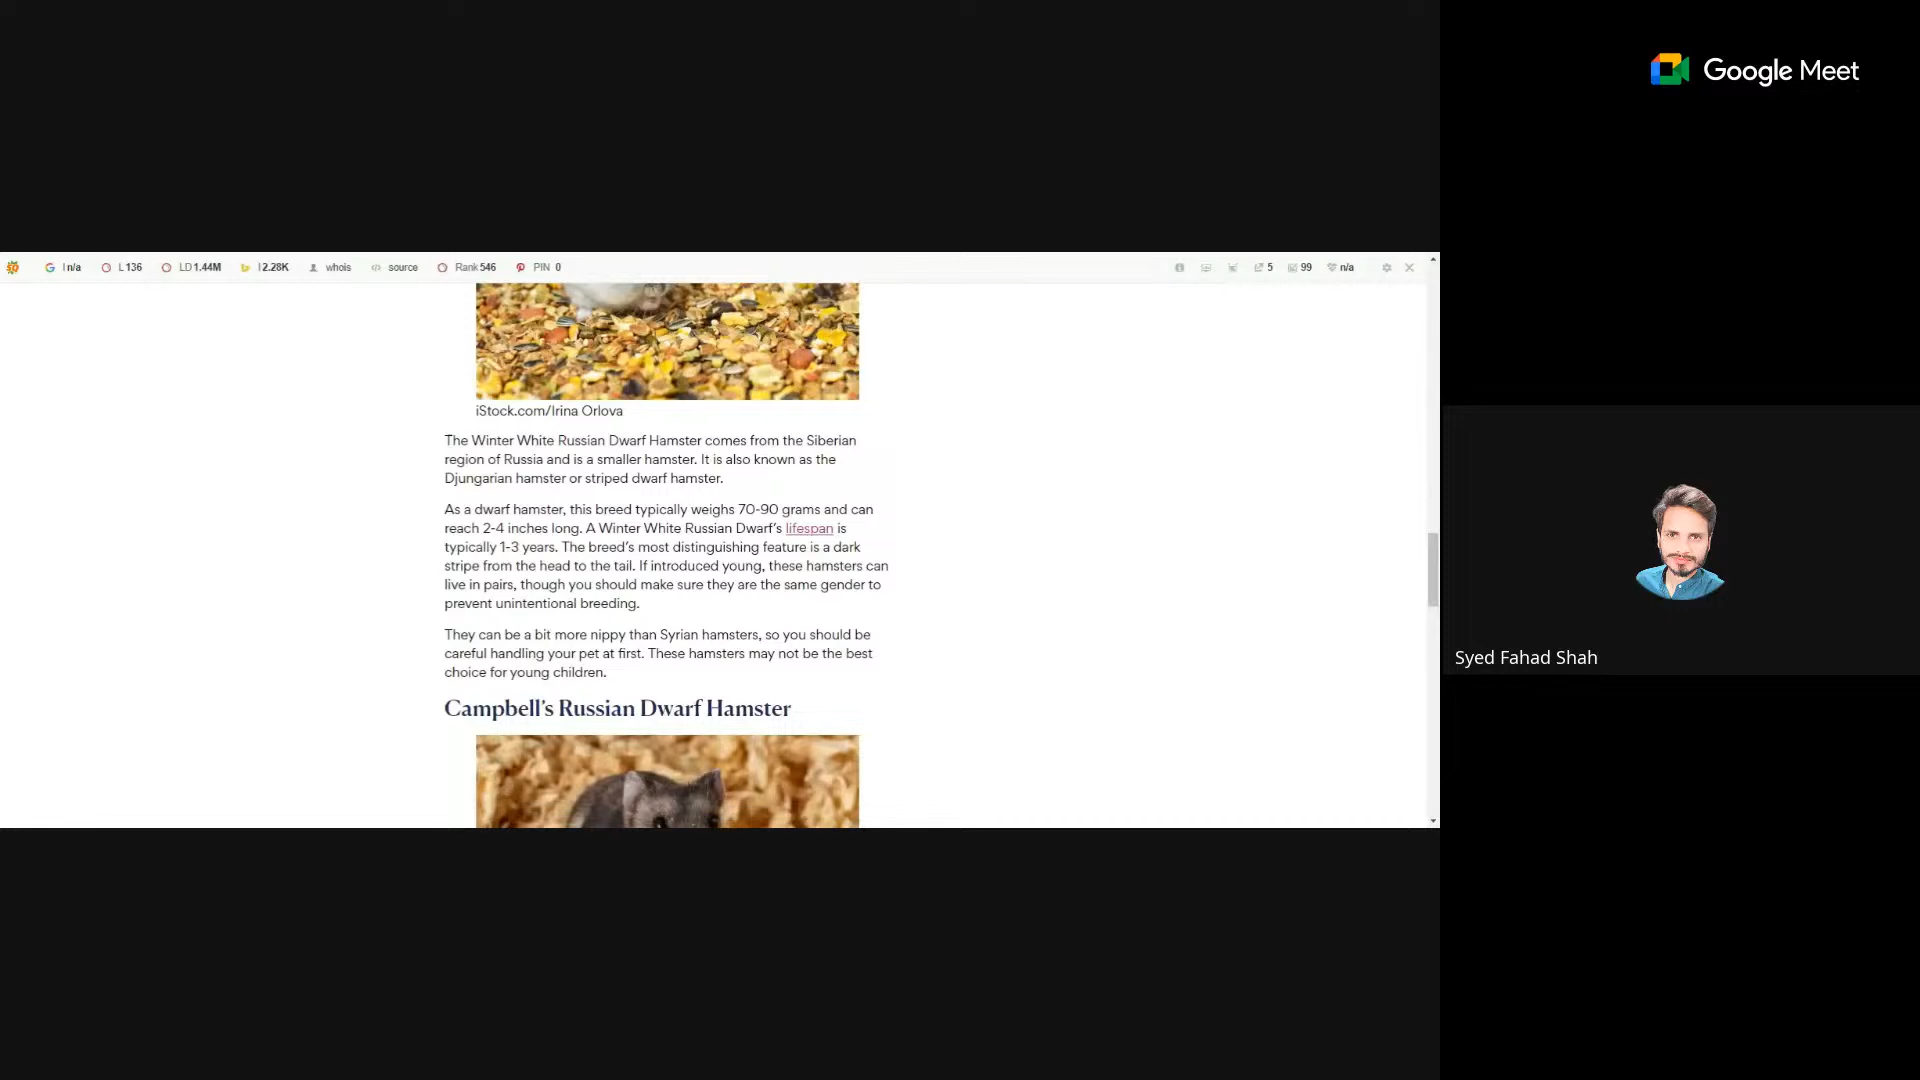 Google Meet
I n/a L 136 LD 1.44M I 2.28K whois source Rank 546 PIN 0 5 99 n/a
iStock.com/Irina Orlova
The Winter White Russian Dwarf Hamster comes from the Siberian
region of Russia and is a smaller hamster. It is also known as the
Djungarian hamster or striped dwarf hamster.
As a dwarf hamster, this breed typically weighs 70-90 grams and can
reach 2-4 inches long. A Winter White Russian Dwarf’s lifespan is
typically 1-3 years. The breed’s most distinguishing feature is a dark
stripe from the head to the tail. If introduced young, these hamsters can
live in pairs, though you should make sure they are the same gender to
prevent unintentional breeding.
They can be a bit more nippy than Syrian hamsters, so you should be
careful handling your pet at first. These hamsters may not be the best
choice for young children.
Campbell’s Russian Dwarf Hamster
Syed Fahad Shah